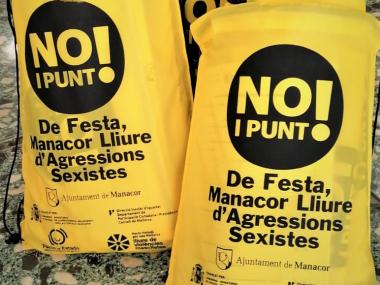 NO!
I PUNT
De Festa,
Manacor Lliure
d'Agressions
Sexistes
Ajuntament de Manacor
NO!
I PUNT
De Festa,
Manacor Lliure
d'Agressions
Sexistes
Ajuntament de Manacor